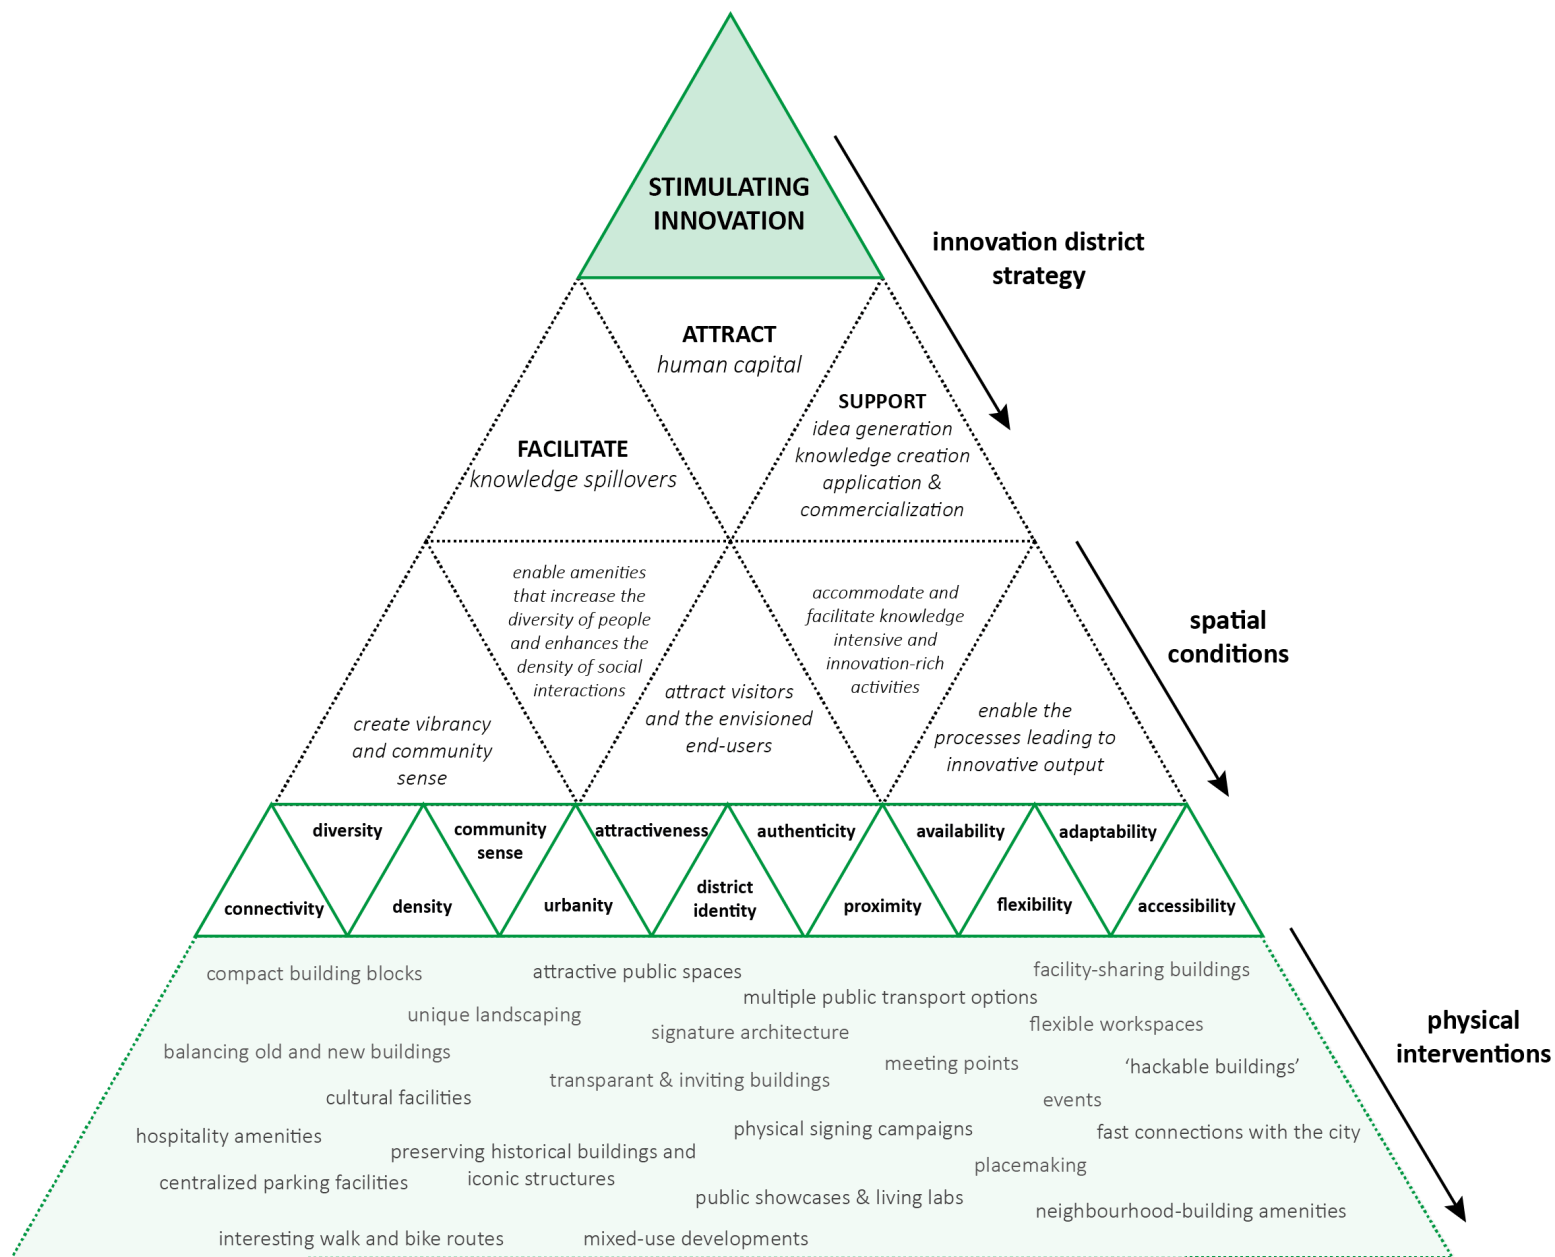 STIMULATING
INNOVATION
innovation district
strategy
ATTRACT
human capital
SUPPORT
idea generation
knowledge creation
application &
commercialization
FACILITATE
knowledge spillovers
enable amenities
that increase the
diversity of people
and enhances the
density of social
interactions
accommodate and
facilitate knowledge
intensive and
innovation-rich
activities
spatial
conditions
attract visitors
and the envisioned
end-users
create vibrancy
and community
sense
enable the
processes leading to
innovative output
diversity
community
sense
attractiveness
authenticity
availability
adaptability
connectivity
density
urbanity
district
identity
proximity
flexibility
accessibility
compact building blocks
attractive public spaces
facility-sharing buildings
multiple public transport options
unique landscaping
signature architecture
flexible workspaces
physical
interventions
balancing old and new buildings
meeting points
'hackable buildings'
transparant & inviting buildings
cultural facilities
events
hospitality amenities
physical signing campaigns
fast connections with the city
preserving historical buildings and
iconic structures
placemaking
centralized parking facilities
public showcases & living labs
neighbourhood-building amenities
interesting walk and bike routes
mixed-use developments